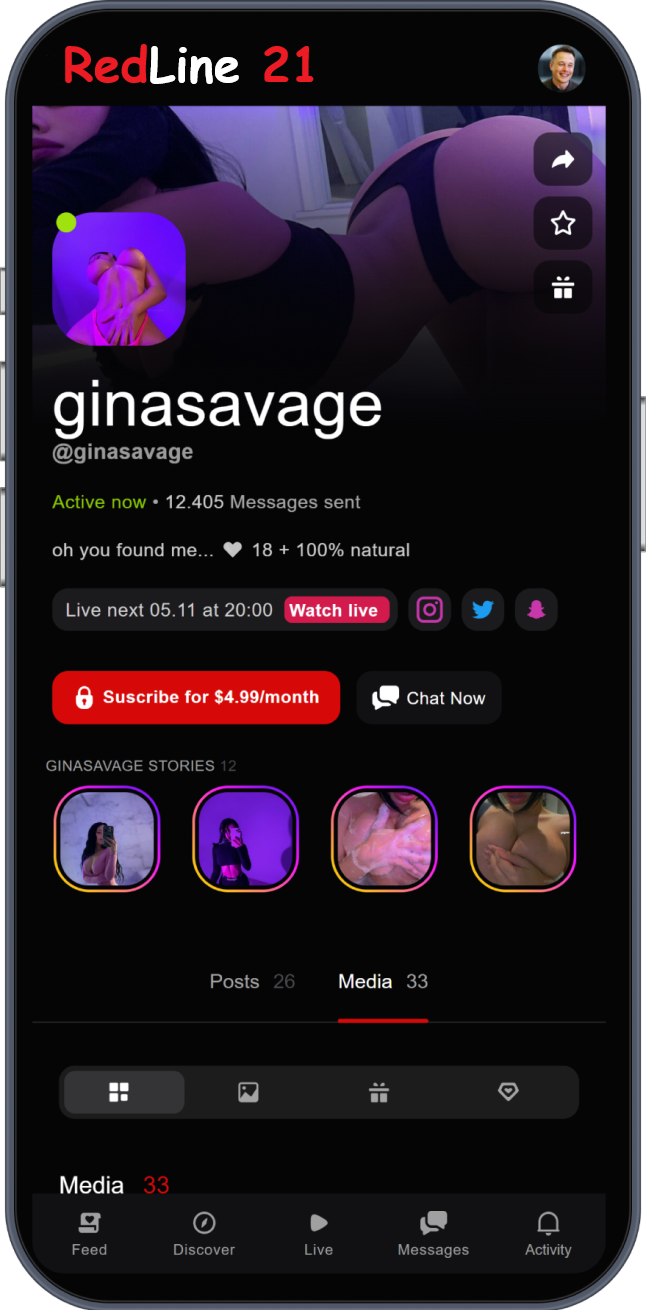 RedLine 21
ginasavage
@ginasavage
Active now • 12.405 Messages sent
oh you found me... 🖤 18 + 100% natural
Live next 05.11 at 20:00 Watch live
Suscribe for $4.99/month Chat Now
GINASAVAGE STORIES 12
Posts 26 Media 33
Media 33
Feed Discover Live Messages Activity